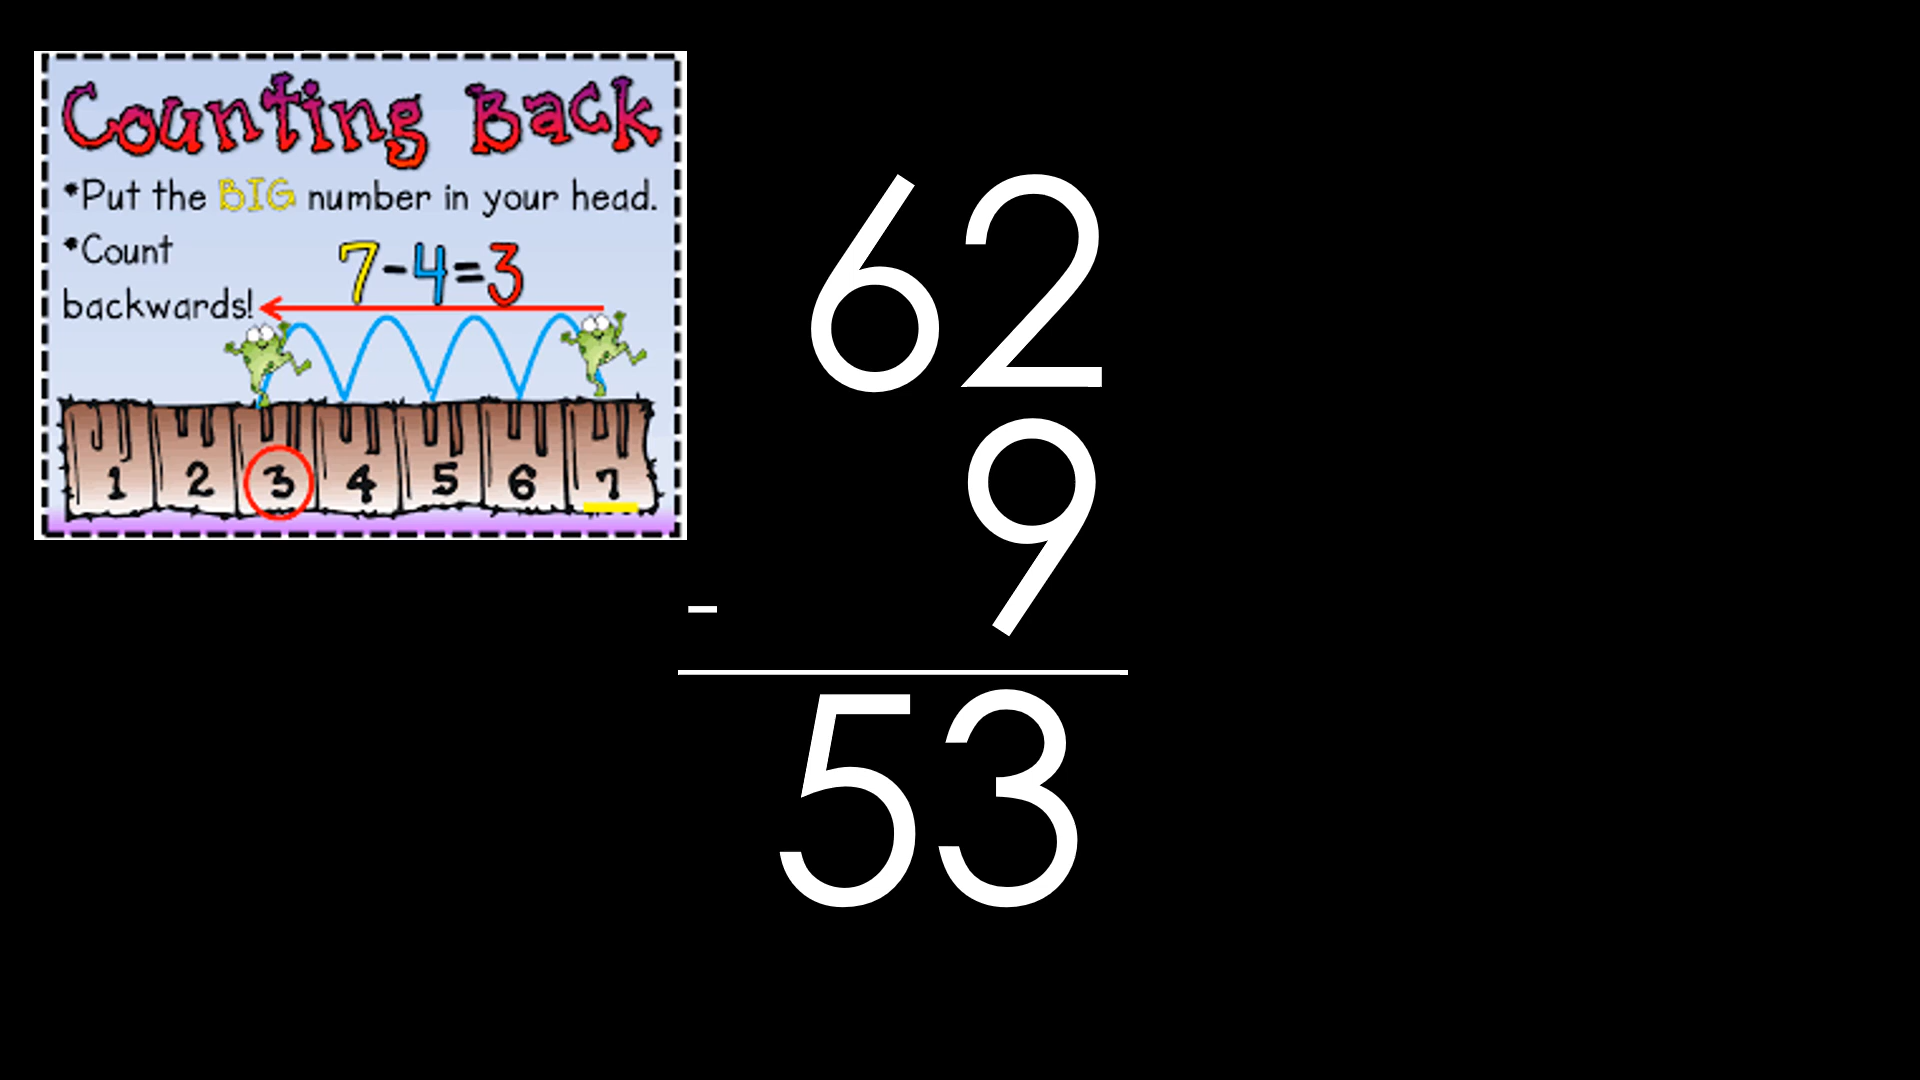 Counting Back
*Put the BIG number in your head.
*Count
backwards!
7-4=3
1 2 3 4 5 6 7
62
9
-
53